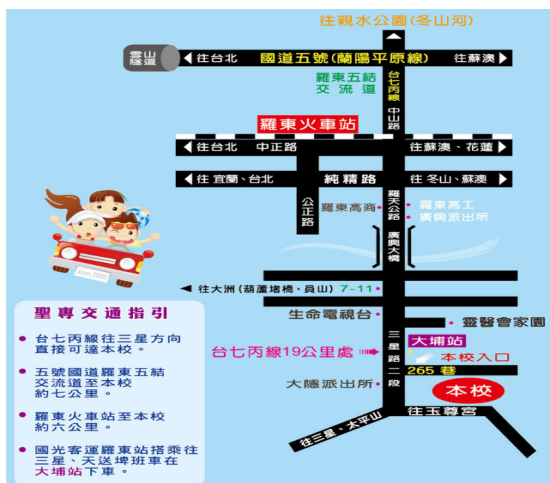 往親水公園(冬山河)
雪山
隧道
往台北 國道五號(蘭陽平原線) 往蘇澳
羅東五結
交流道
台七丙線
中山路
羅東火車站
往台北 中正路 往蘇澳、花蓮
往宜蘭、台北 純精路 往冬山、蘇澳
公正路
羅東高商
羅天公路
羅東高工
廣興派出所
廣興大橋
往大洲(葫蘆堵橋、員山) 7-11
生命電視台
靈醫會家園
台七丙線19公里處
三星路二段
大埔站
本校入口
265 巷
大隱派出所
本校
往玉尊宮
往三星、太平山
聖專交通指引
台七丙線往三星方向
直接可達本校。
五號國道羅東五結
交流道至本校
約七公里。
羅東火車站至本校
約六公里。
國光客運羅東站搭乘往
三星、天送埤班車在
大埔站下車。